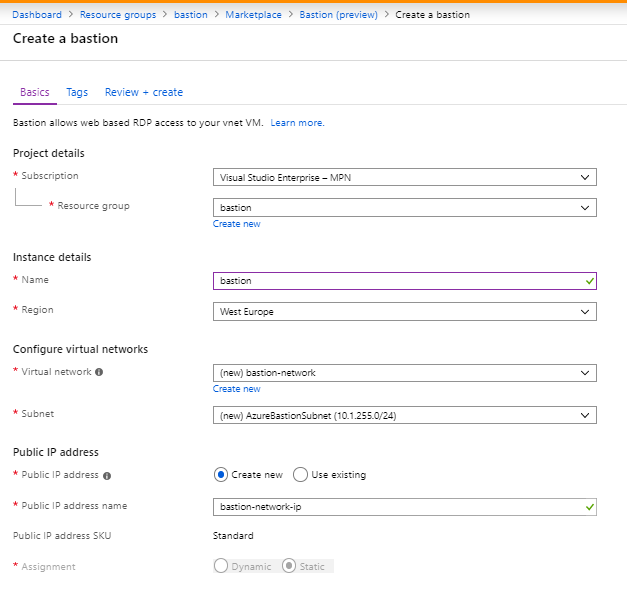 Dashboard > Resource groups > bastion > Marketplace > Bastion (preview) > Create a bastion
Create a bastion
Basics Tags Review + create
Bastion allows web based RDP access to your vnet VM. Learn more.
Project details
* Subscription Visual Studio Enterprise – MPN
* Resource group bastion
Create new
Instance details
* Name bastion
* Region West Europe
Configure virtual networks
* Virtual network (new) bastion-network
Create new
* Subnet (new) AzureBastionSubnet (10.1.255.0/24)
Public IP address
* Public IP address Create new Use existing
* Public IP address name bastion-network-ip
Public IP address SKU Standard
* Assignment Dynamic Static